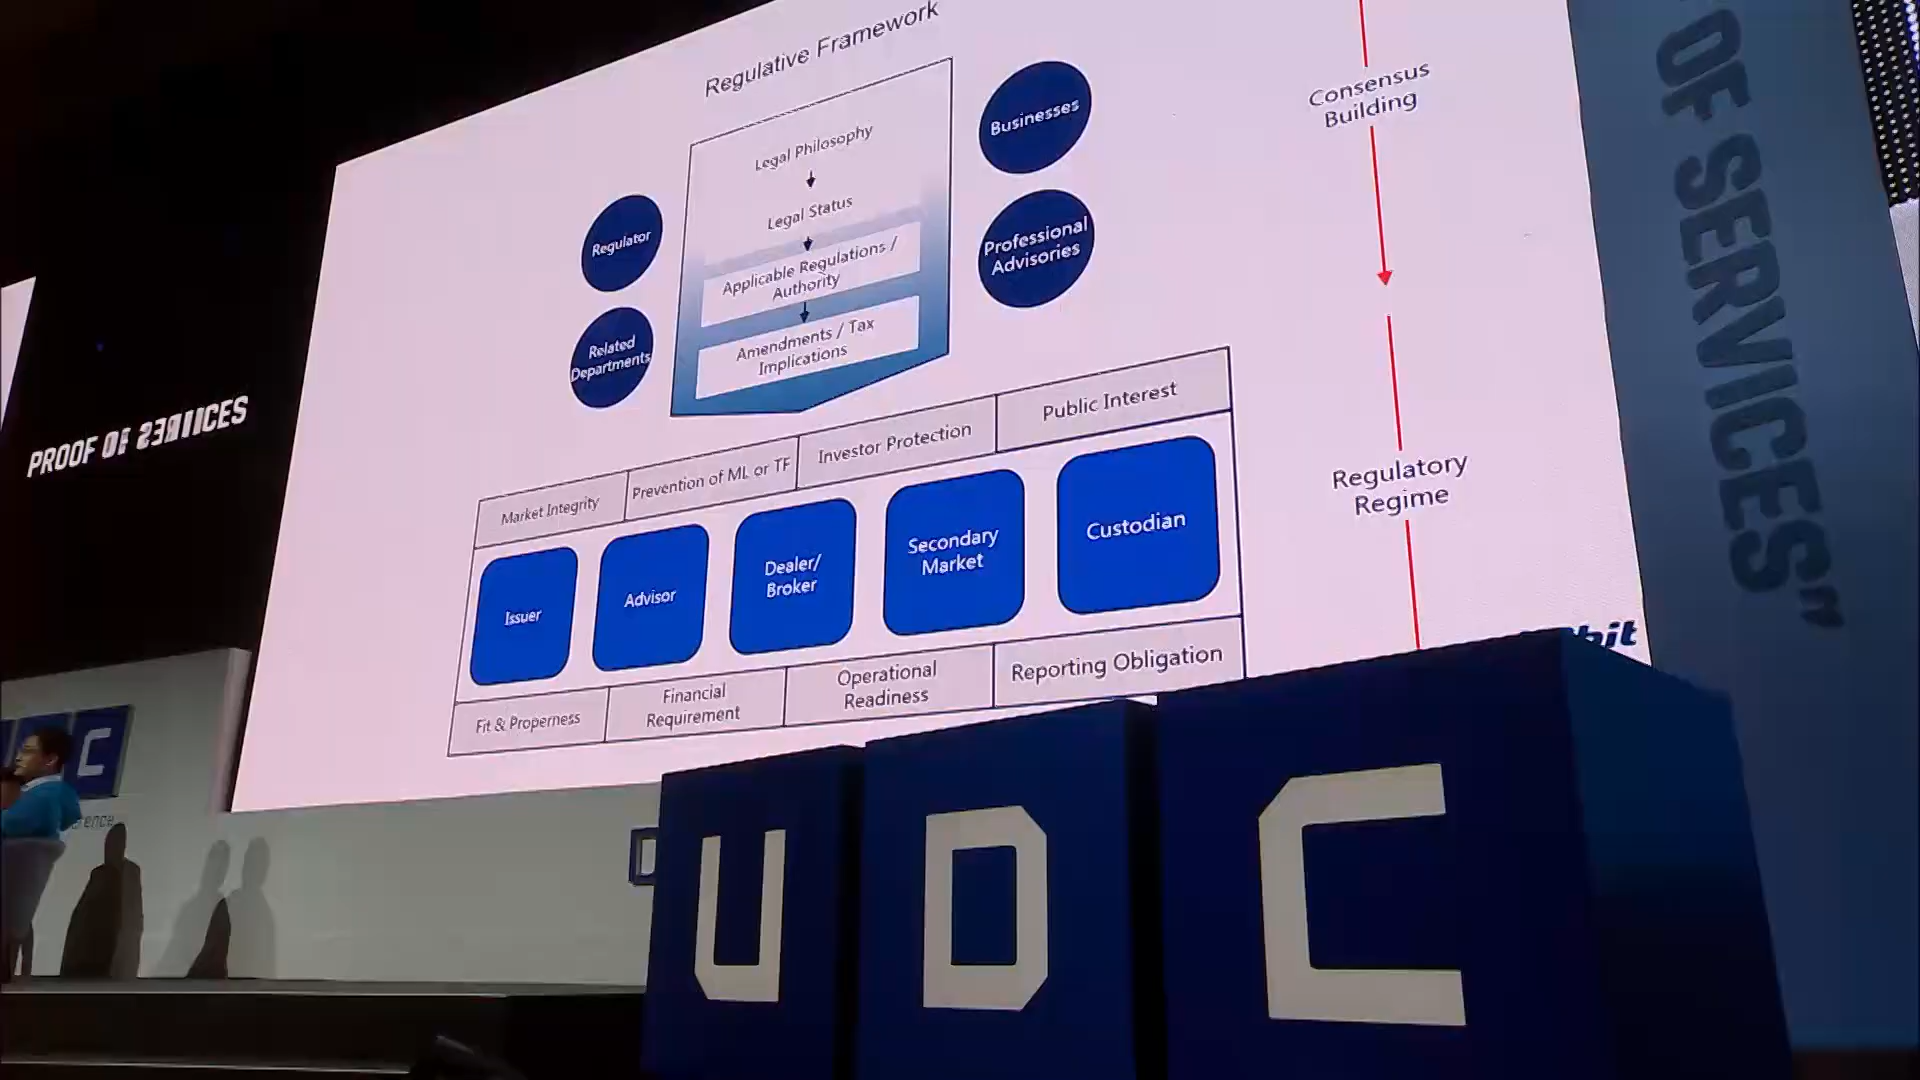 Regulative Framework
Legal Philosophy
Legal Status
Applicable Regulations /
Authority
Amendments / Tax
Implications
Regulator
Related
Departments
Businesses
Professional
Advisories
Consensus
Building
Regulatory
Regime
Market Integrity
Prevention of ML or TF
Investor Protection
Public Interest
Issuer
Advisor
Dealer/
Broker
Secondary
Market
Custodian
Fit & Properness
Financial
Requirement
Operational
Readiness
Reporting Obligation
PROOF OF SERVICES
OF SERVICES"
bit
UDC
C
erence